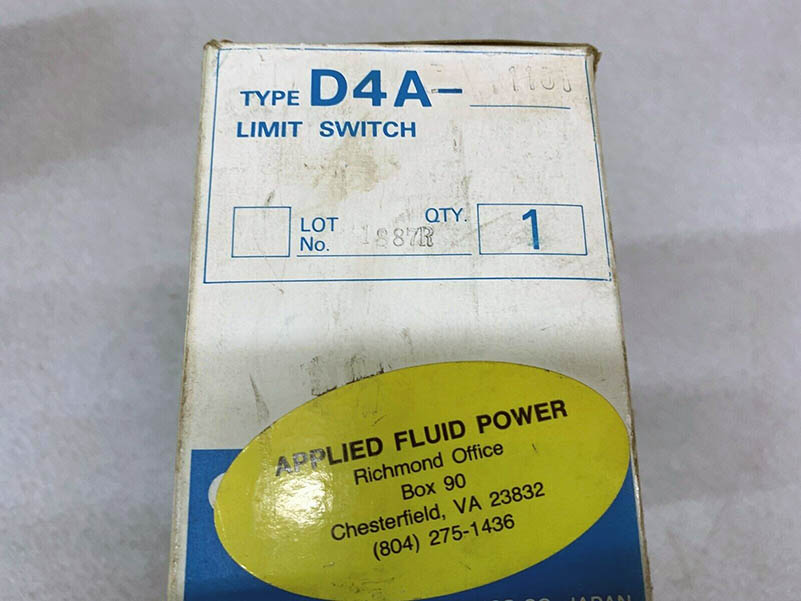 TYPE D4A-
LIMIT SWITCH
LOT No. 1887R QTY. 1
APPLIED FLUID POWER
Richmond Office
Box 90
Chesterfield, VA 23832
(804) 275-1436
CO., JAPAN